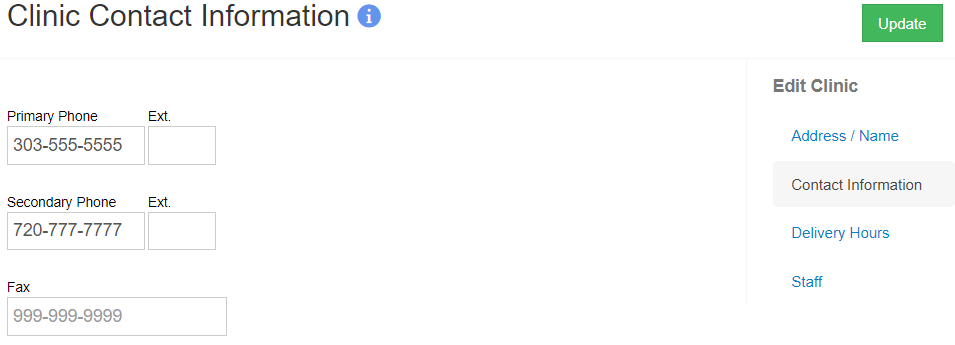 Clinic Contact Information
Update
Primary Phone Ext.
303-555-5555
Secondary Phone Ext.
720-777-7777
Fax
999-999-9999
Edit Clinic
Address / Name
Contact Information
Delivery Hours
Staff